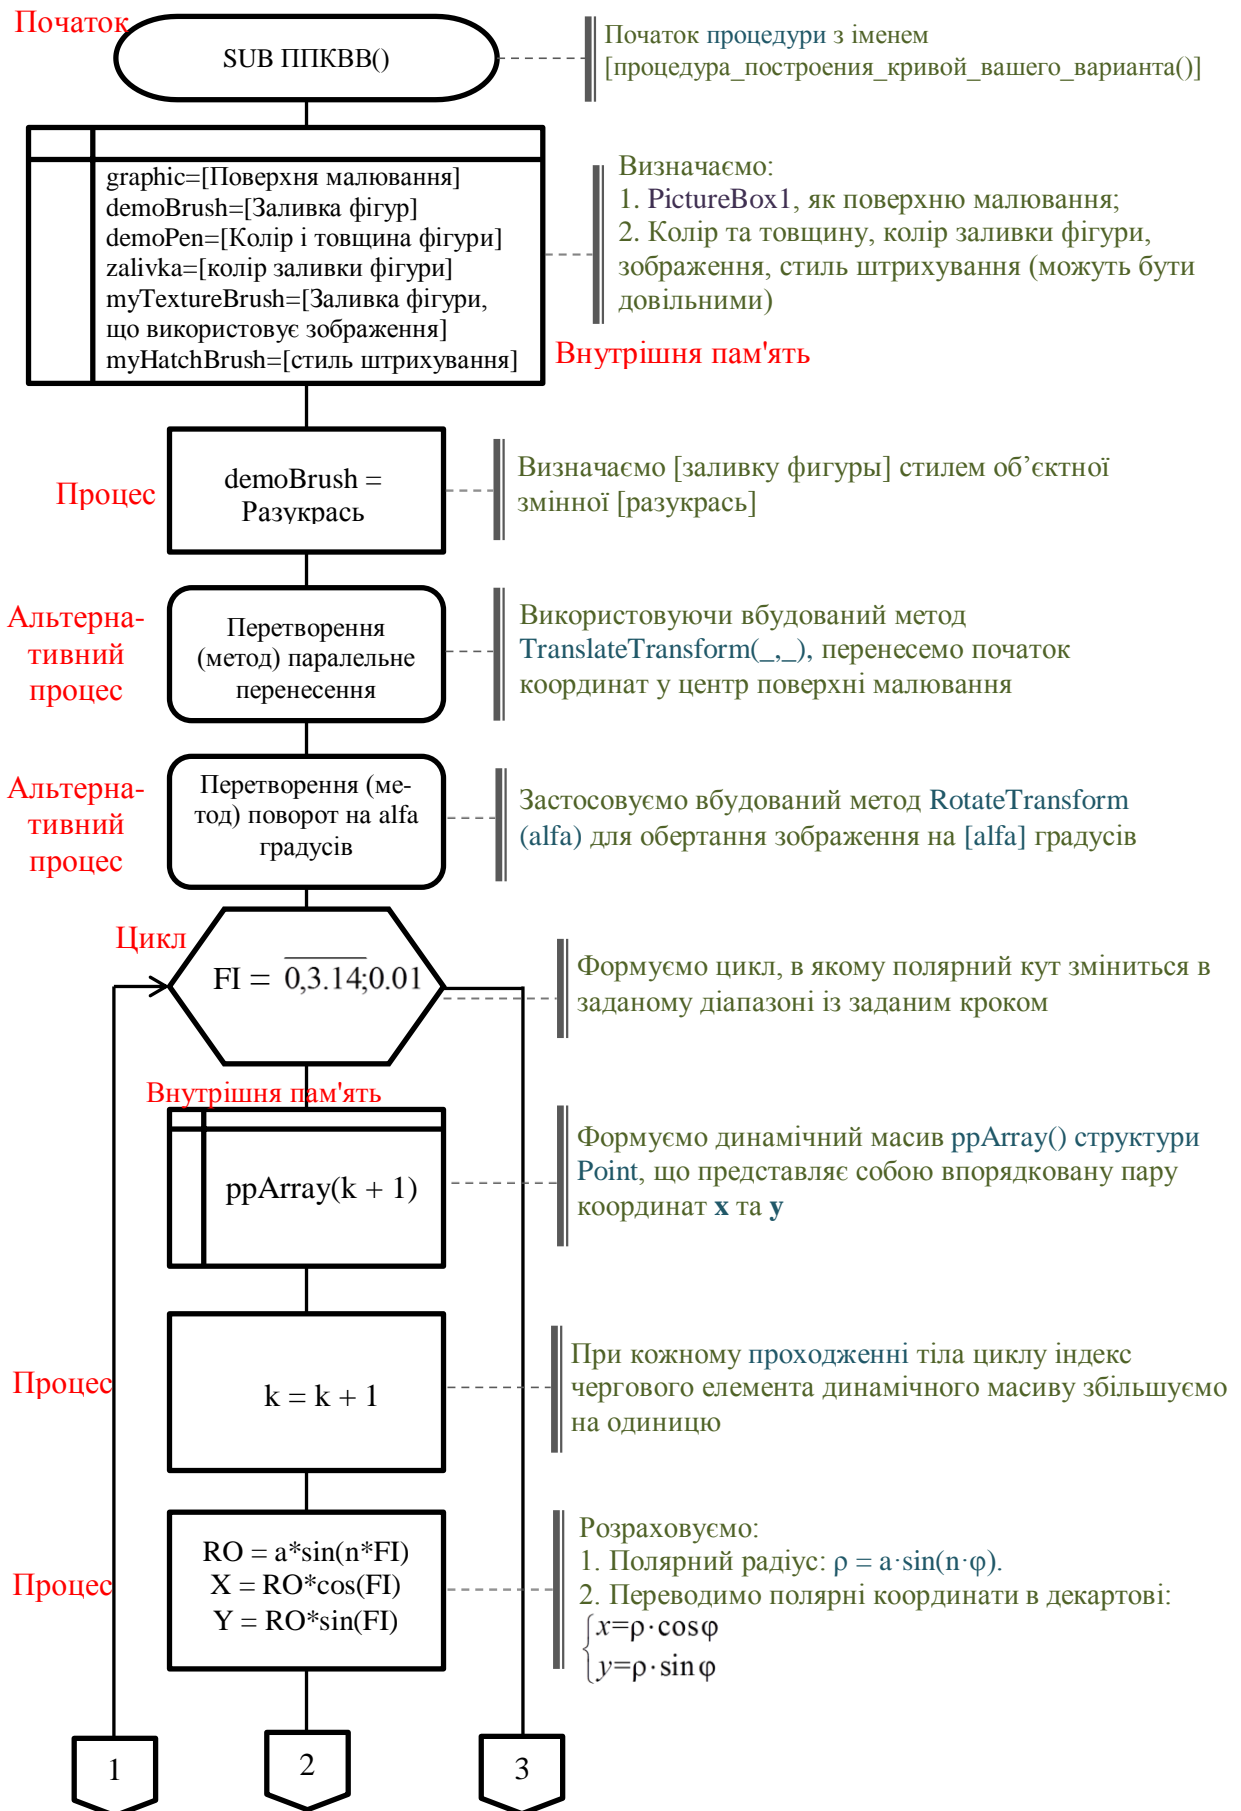 Початок
SUB ППКВВ()
Початок процедури з іменем
[процедура_построения_кривой_вашего_варианта()]
graphic=[Поверхня малювання]
demoBrush=[Заливка фігур]
demoPen=[Колір і товщина фігури]
zalivka=[колір заливки фігури]
myTextureBrush=[Заливка фігури,
що використовує зображення]
myHatchBrush=[стиль штрихування]
Визначаємо:
1. PictureBox1, як поверхню малювання;
2. Колір та товщину, колір заливки фігури,
зображення, стиль штрихування (можуть бути
довільними)
Внутрішня пам'ять
Процес
demoBrush =
Разукрась
Визначаємо [заливку фигуры] стилем об’єктної
змінної [разукрась]
Альтерна-
тивний
процес
Перетворення
(метод) паралельне
перенесення
Використовуючи вбудований метод
TranslateTransform(_,_), перенесемо початок
координат у центр поверхні малювання
Альтерна-
тивний
процес
Перетворення (ме-
тод) поворот на alfa
градусів
Застосовуємо вбудований метод RotateTransform
(alfa) для обертання зображення на [alfa] градусів
Цикл
FI = 0,3.14;0.01
Формуємо цикл, в якому полярний кут зміниться в
заданому діапазоні із заданим кроком
Внутрішня пам'ять
ppArray(k + 1)
Формуємо динамічний масив ppArray() структури
Point, що представляє собою впорядковану пару
координат x та y
Процес
k = k + 1
При кожному проходженні тіла циклу індекс
чергового елемента динамічного масиву збільшуємо
на одиницю
Процес
RO = a*sin(n*FI)
X = RO*cos(FI)
Y = RO*sin(FI)
Розраховуємо:
1. Полярний радіус: ρ = a·sin(n·φ).
2. Переводимо полярні координати в декартові:
x=ρ·cosφ
y=ρ·sinφ
1
2
3